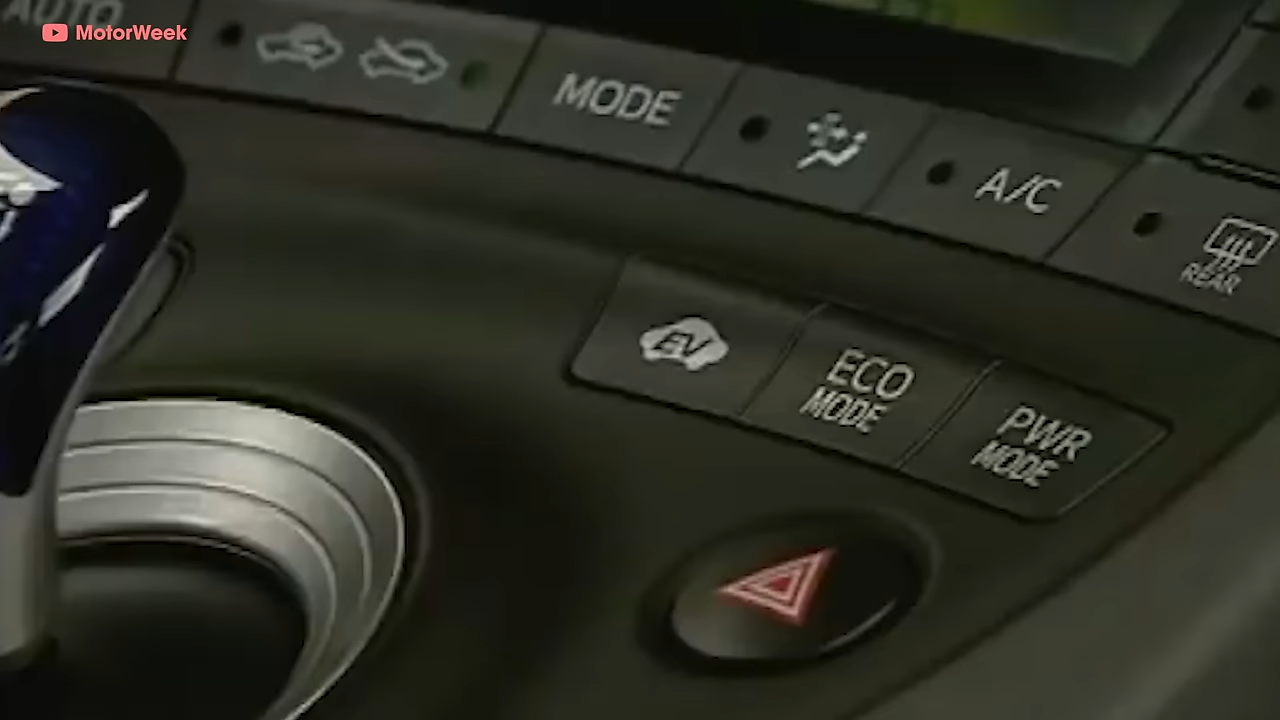 AUTO
MotorWeek
MODE
A/C
REAR
EV
ECO
MODE
PWR
MODE